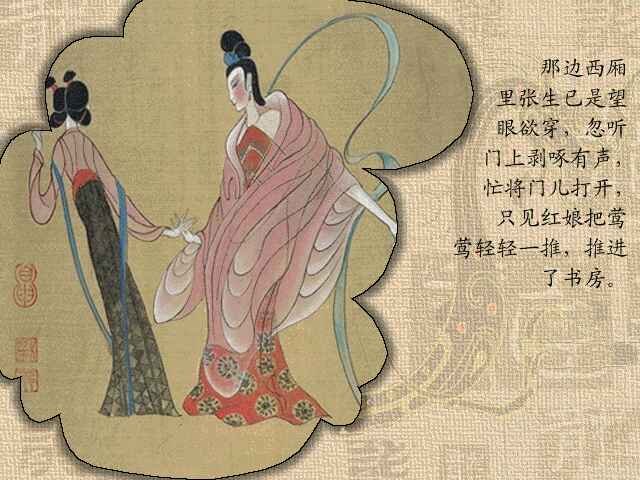 那边西厢
里张生已是望
眼欲穿，忽听
门上剥啄有声，
忙将门儿打开，
只见红娘把莺
莺轻轻一推，推进
了书房。